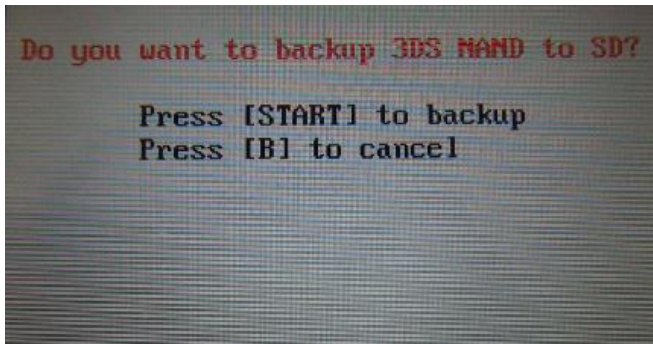 Do you want to backup 3DS NAND to SD?
Press [START] to backup
Press [B] to cancel